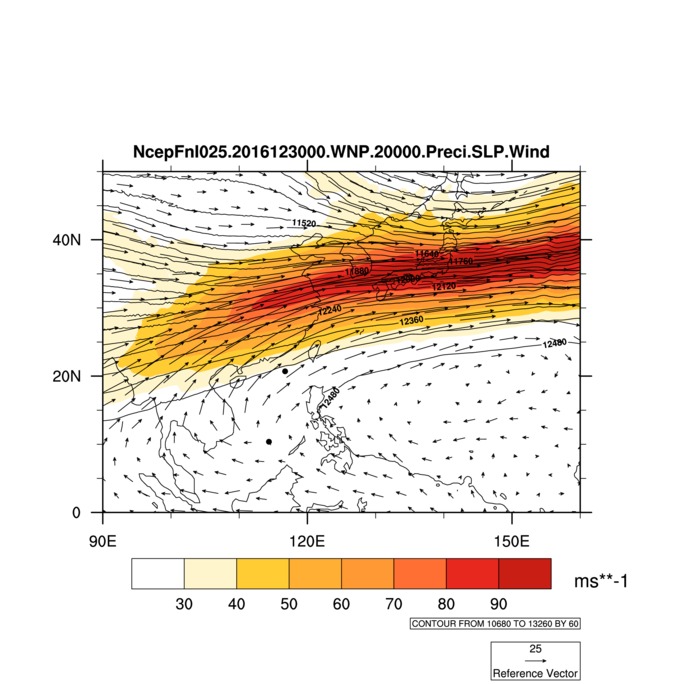 NcepFnl025.2016123000.WNP.20000.Preci.SLP.Wind
11520
40N
11640
11760
11880
12000
12120
12240
12360
12480
20N
12480
0
90E 120E 150E
ms**-1
30 40 50 60 70 80 90
CONTOUR FROM 10680 TO 13260 BY 60
25
Reference Vector